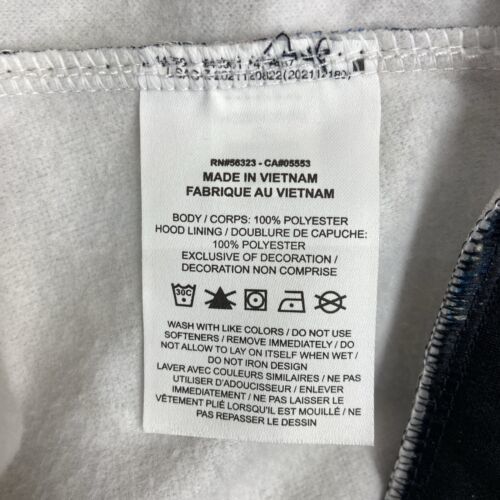 (20211218
RN#56323 - CA#05553
MADE IN VIETNAM
FABRIQUE AU VIETNAM
BODY / CORPS: 100% POLYESTER
HOOD LINING / DOUBLURE DE CAPUCHE:
100% POLYESTER
EXCLUSIVE OF DECORATION /
DECORATION NON COMPRISE
30C
WASH WITH LIKE COLORS / DO NOT USE
SOFTENERS / REMOVE IMMEDIATELY / DO
NOT ALLOW TO LAY ON ITSELF WHEN WET /
DO NOT IRON DESIGN
LAVER AVEC COULEURS SIMILAIRES / NE PAS
UTILISER D'ADOUCISSEUR / ENLEVER
IMMÉDIATEMENT / NE PAS LAISSER LE
VÊTEMENT PLIÉ LORSQU'IL EST MOUILLÉ / NE
PAS REPASSER LE DESSIN